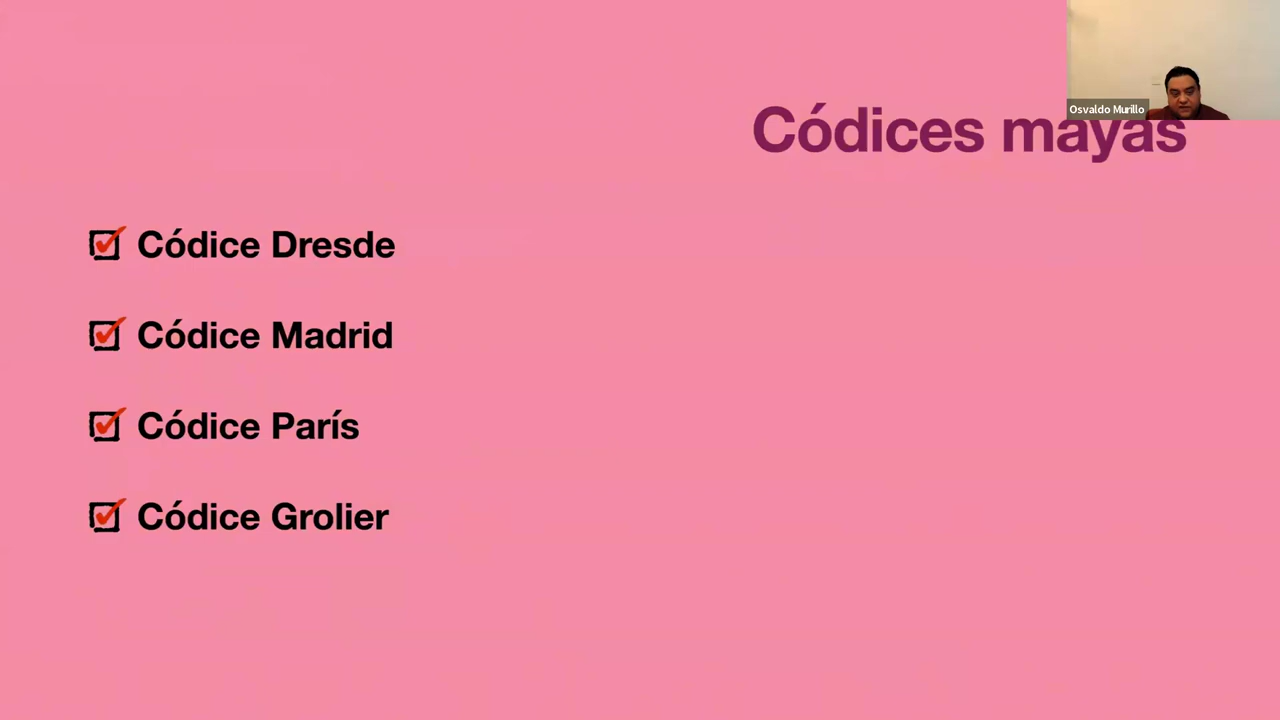 Osvaldo Murillo
Códices mayas
Códice Dresde
Códice Madrid
Códice París
Códice Grolier